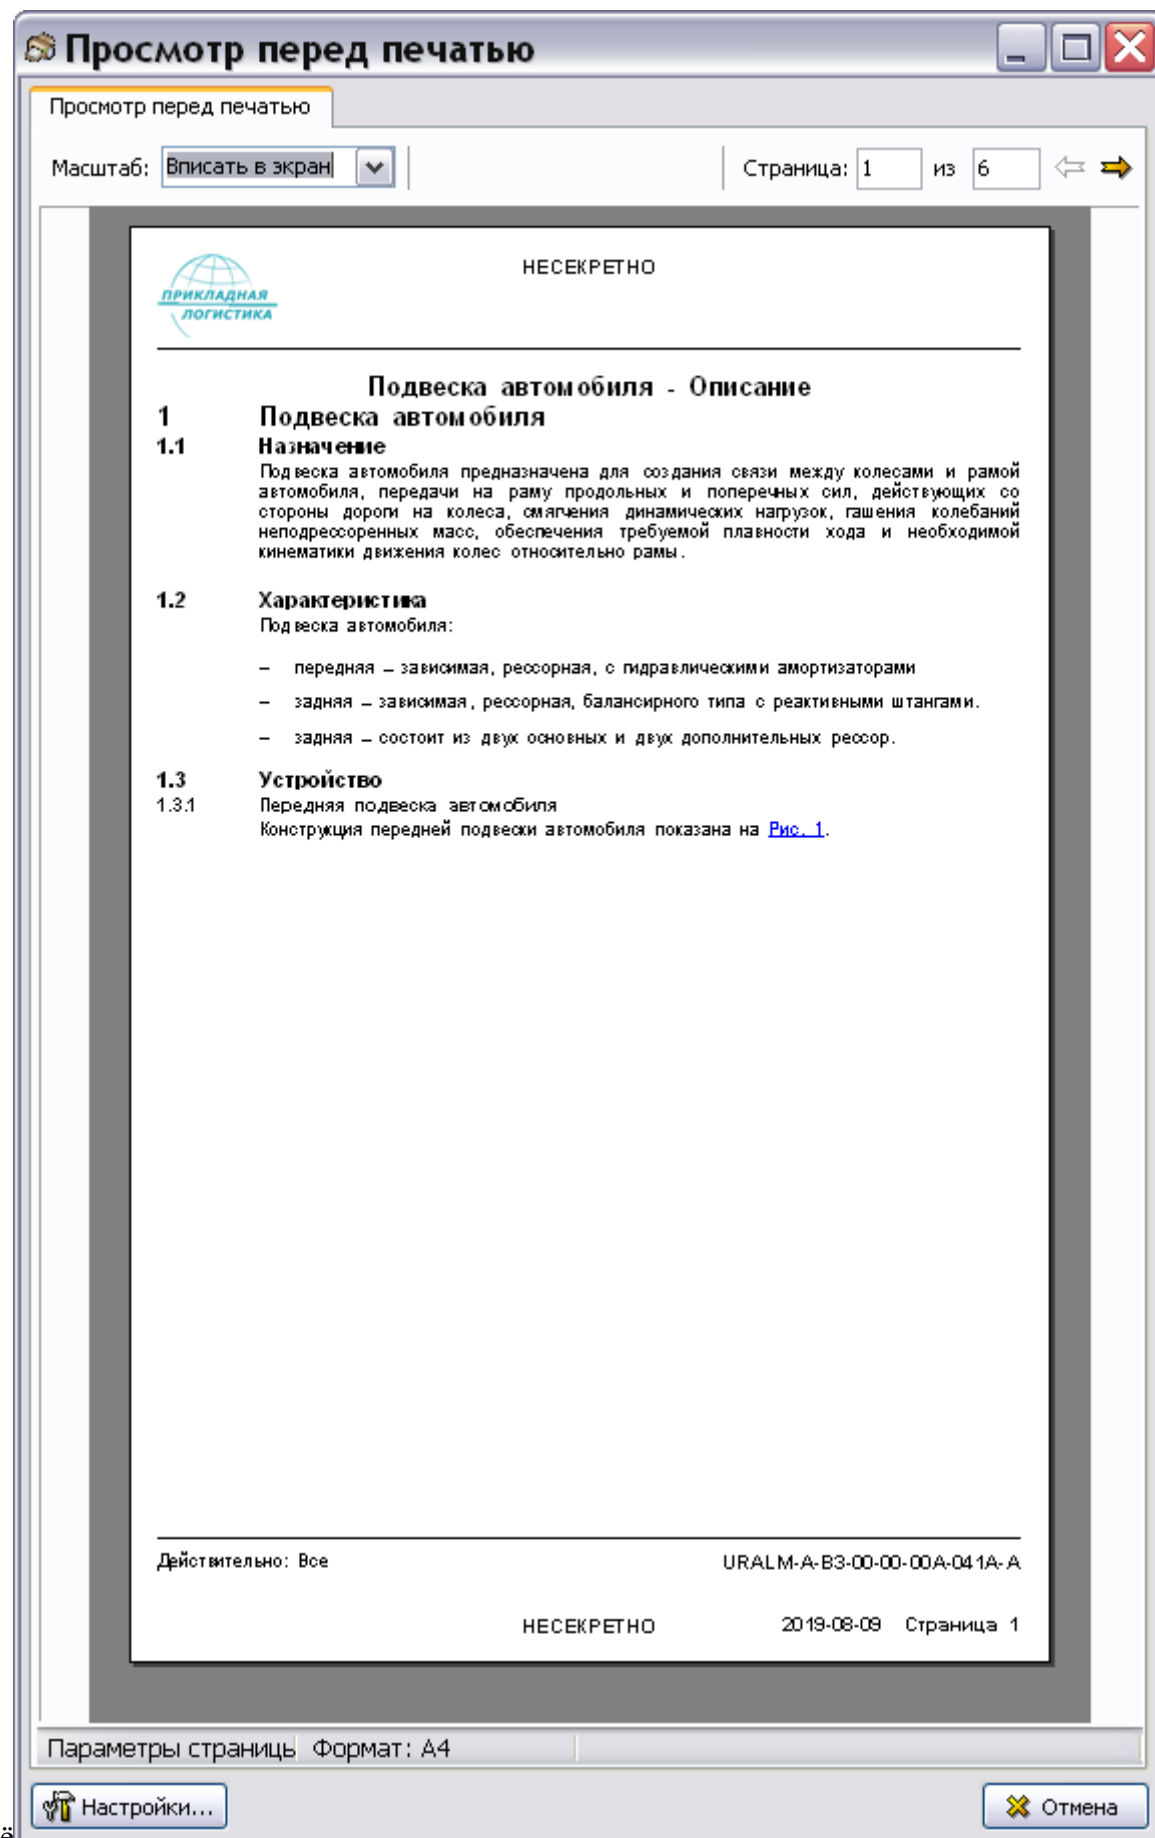 Просмотр перед печатью
Просмотр перед печатью
Масштаб: Вписать в экран Страница: 1 из 6
НЕСЕКРЕТНО
ПРИКЛАДНАЯ
ЛОГИСТИКА
Подвеска автомобиля - Описание
1 Подвеска автомобиля
1.1 Назначение
Подвеска автомобиля предназначена для создания связи между колесами и рамой
автомобиля, передачи на раму продольных и поперечных сил, действующих со
стороны дороги на колеса, смягчения динамических нагрузок, гашения колебаний
неподрессоренных масс, обеспечения требуемой плавности хода и необходимой
кинематики движения колес относительно рамы.
1.2 Характеристика
Подвеска автомобиля:
– передняя – зависимая, рессорная, с гидравлическими амортизаторами
– задняя – зависимая, рессорная, балансирного типа с реактивными штангами.
– задняя – состоит из двух основных и двух дополнительных рессор.
1.3 Устройство
1.3.1 Передняя подвеска автомобиля
Конструкция передней подвески автомобиля показана на Рис. 1.
Действительно: Все URALM-A-B3-00-00-00A-041A-A
НЕСЕКРЕТНО 2019-08-09 Страница 1
Параметры страниць Формат: A4
Настройки... Отмена
ё